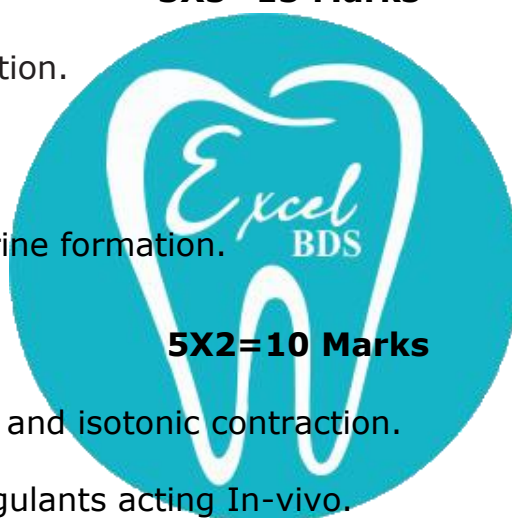 tion.
Excel
BDS
rine formation.
5X2=10 Marks
and isotonic contraction.
gulants acting In-vivo.